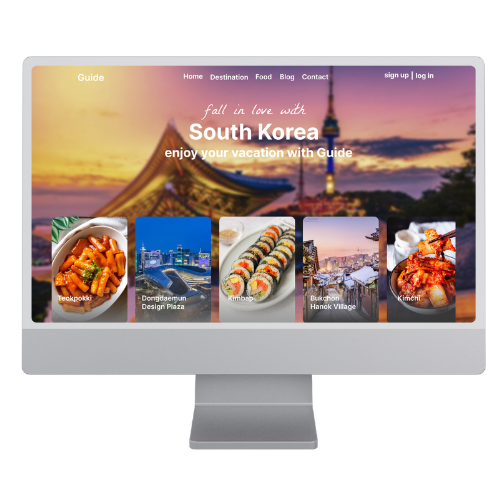 Guide
Home Destination Food Blog Contact
sign up | log in
fall in love with
South Korea
enjoy your vacation with Guide
Teokpokki
Dongdaemun
Design Plaza
Kimbap
Bukchon
Hanok Village
Kimchi